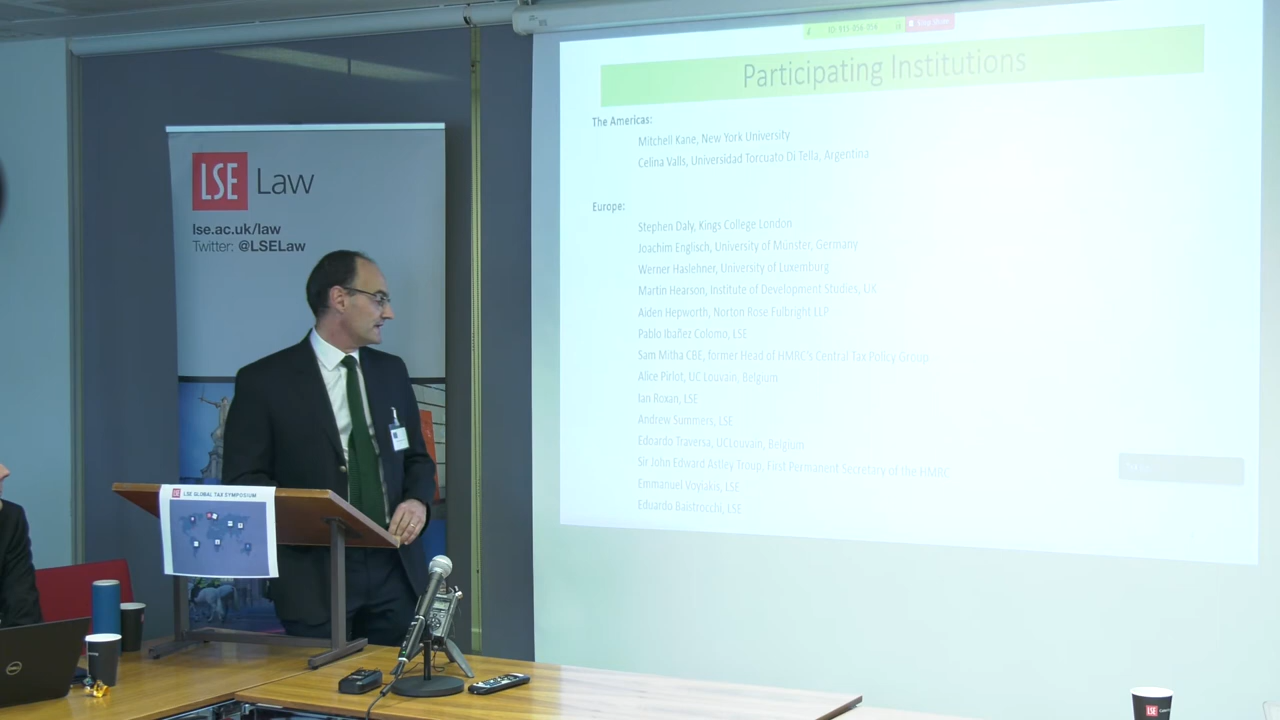 Participating Institutions
The Americas:
Mitchell Kane, New York University
Celina Valls, Universidad Torcuato Di Tella, Argentina
Europe:
Stephen Daly, Kings College London
Joachim Englisch, University of Münster, Germany
Werner Haslehner, University of Luxemburg
Martin Hearson, Institute of Development Studies, UK
Aiden Hepworth, Norton Rose Fulbright LLP
Pablo Ibañez Colomo, LSE
Sam Mitha CBE, former Head of HMRC's Central Tax Policy Group
Alice Pirlot, UC Louvain, Belgium
Ian Roxan, LSE
Andrew Summers, LSE
Edoardo Traversa, UCLouvain, Belgium
Sir John Edward Astley Troup, First Permanent Secretary of the HMRC
Emmanuel Voyiakis, LSE
Eduardo Baistrocchi, LSE
LSE Law
lse.ac.uk/law
Twitter: @LSELaw
LSE LSE GLOBAL TAX SYMPOSIUM
DELL
LSE